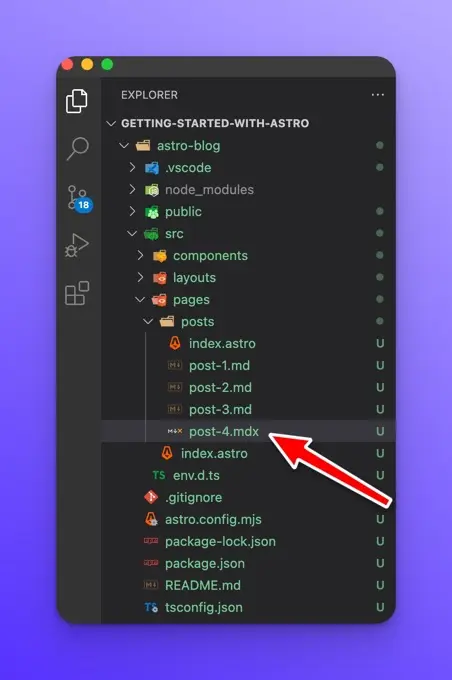 EXPLORER
GETTING-STARTED-WITH-ASTRO
astro-blog
.vscode
node_modules
public
18
src
components
layouts
pages
posts
index.astro U
post-1.md U
post-2.md U
post-3.md U
M↓× post-4.mdx U
index.astro U
TS env.d.ts U
.gitignore U
astro.config.mjs U
package-lock.json U
package.json U
M↓ README.md U
TS tsconfig.json U